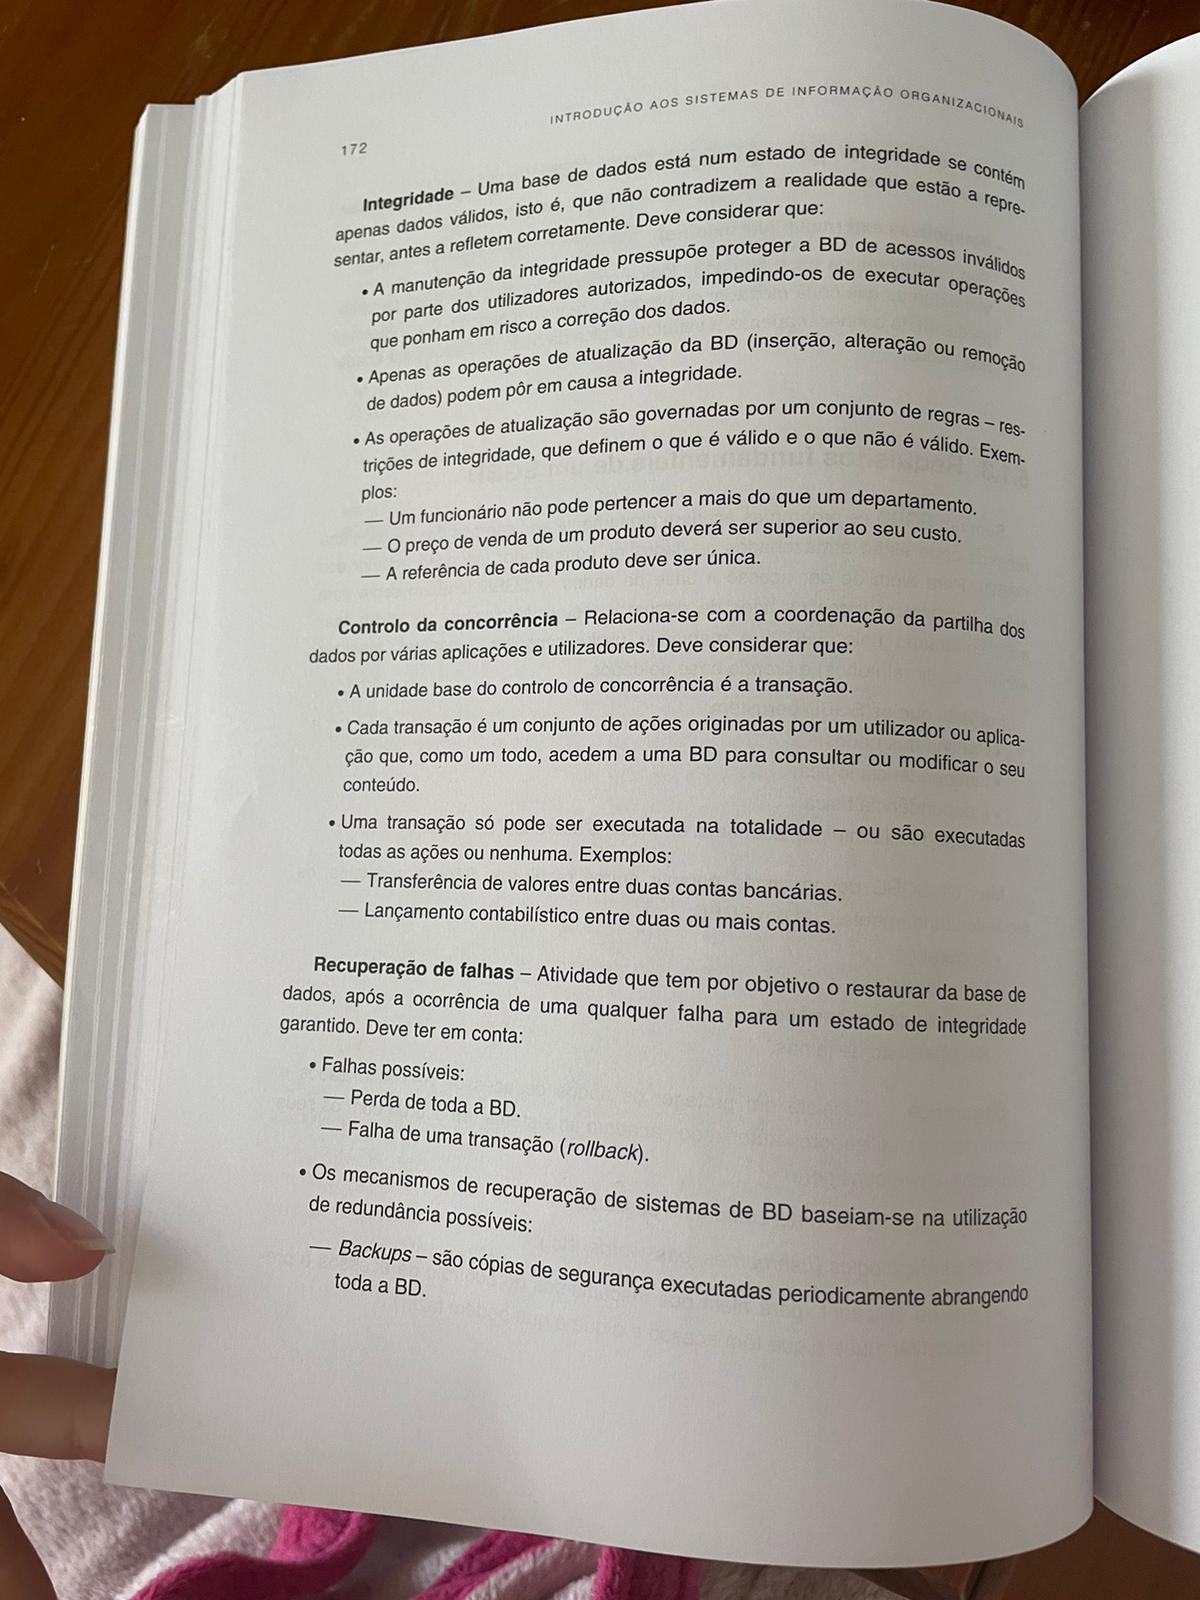 INTRODUÇÃO AOS SISTEMAS DE INFORMAÇÃO ORGANIZACIONAIS
172
Integridade – Uma base de dados está num estado de integridade se contém
apenas dados válidos, isto é, que não contradizem a realidade que estão a repre-
sentar, antes a refletem corretamente. Deve considerar que:
• A manutenção da integridade pressupõe proteger a BD de acessos inválidos
por parte dos utilizadores autorizados, impedindo-os de executar operações
que ponham em risco a correção dos dados.
• Apenas as operações de atualização da BD (inserção, alteração ou remoção
de dados) podem pôr em causa a integridade.
• As operações de atualização são governadas por um conjunto de regras – res-
trições de integridade, que definem o que é válido e o que não é válido. Exem-
plos:
— Um funcionário não pode pertencer a mais do que um departamento.
— O preço de venda de um produto deverá ser superior ao seu custo.
— A referência de cada produto deve ser única.
Controlo da concorrência – Relaciona-se com a coordenação da partilha dos
dados por várias aplicações e utilizadores. Deve considerar que:
• A unidade base do controlo de concorrência é a transação.
• Cada transação é um conjunto de ações originadas por um utilizador ou aplica-
ção que, como um todo, acedem a uma BD para consultar ou modificar o seu
conteúdo.
• Uma transação só pode ser executada na totalidade – ou são executadas
todas as ações ou nenhuma. Exemplos:
— Transferência de valores entre duas contas bancárias.
— Lançamento contabilístico entre duas ou mais contas.
Recuperação de falhas – Atividade que tem por objetivo o restaurar da base de
dados, após a ocorrência de uma qualquer falha para um estado de integridade
garantido. Deve ter em conta:
• Falhas possíveis:
— Perda de toda a BD.
— Falha de uma transação (rollback).
• Os mecanismos de recuperação de sistemas de BD baseiam-se na utilização
de redundância possíveis:
— Backups – são cópias de segurança executadas periodicamente abrangendo
toda a BD.